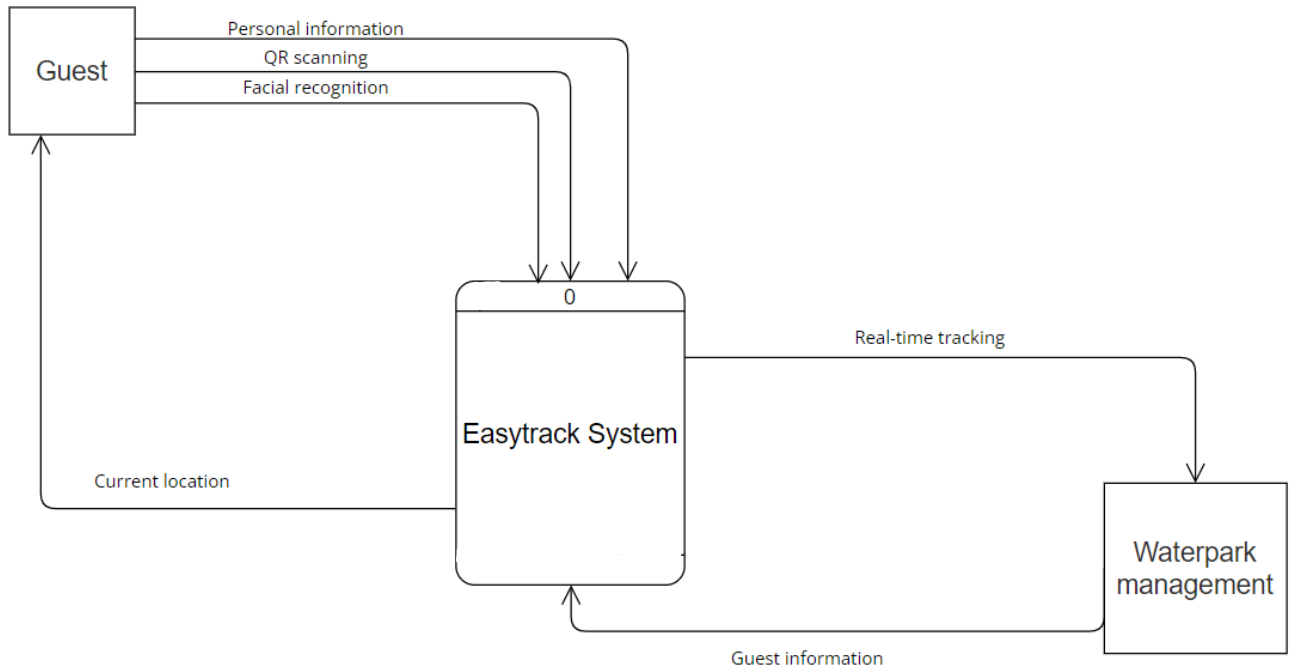 Personal information
QR scanning
Guest
Facial recognition
0
Real-time tracking
Easytrack System
Current location
Waterpark
management
Guest information